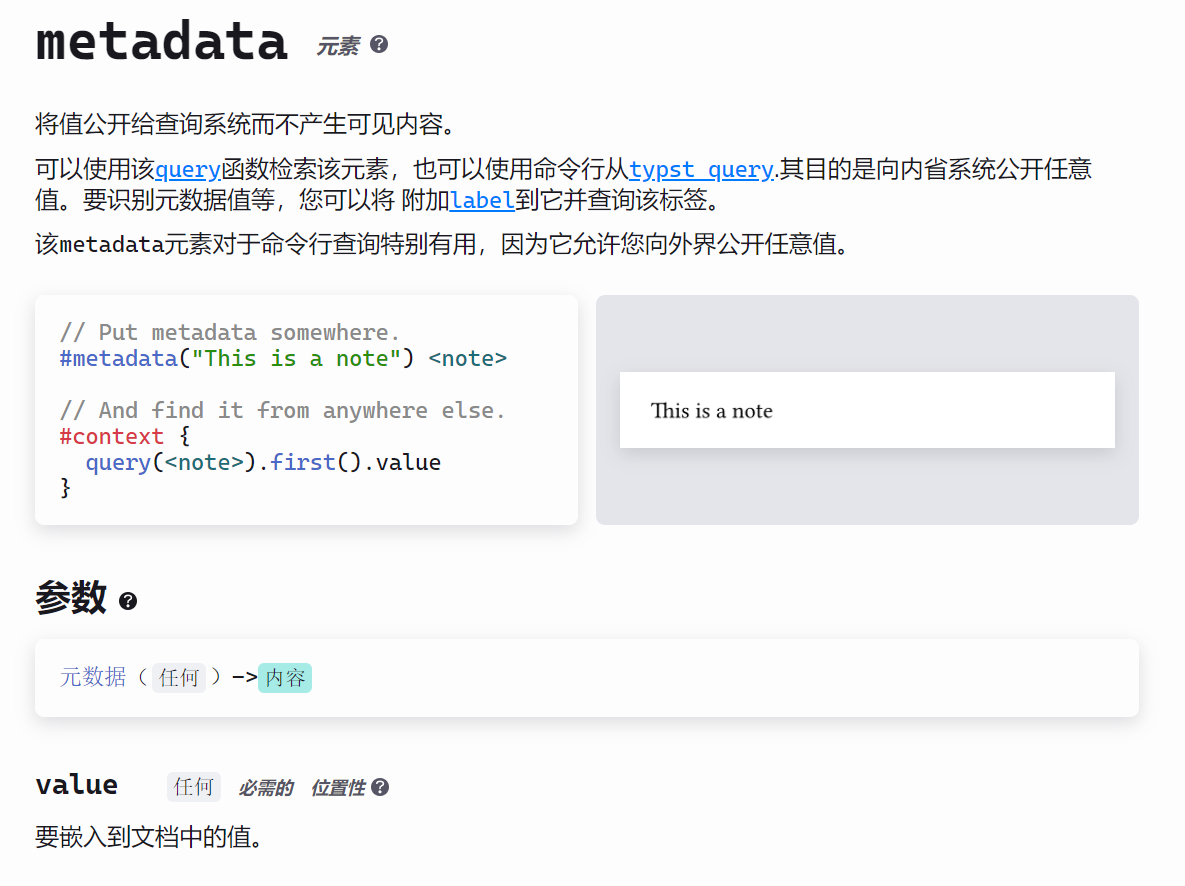 metadata 元素
将值公开给查询系统而不产生可见内容。
可以使用该query函数检索该元素，也可以使用命令行从typst query.其目的是向内省系统公开任意
值。要识别元数据值等，您可以将 附加label到它并查询该标签。
该metadata元素对于命令行查询特别有用，因为它允许您向外界公开任意值。
// Put metadata somewhere.
#metadata("This is a note") <note>
// And find it from anywhere else.
#context {
  query(<note>).first().value
}
This is a note
参数
元数据（ 任何 ）->内容
value 任何 必需的 位置性
要嵌入到文档中的值。